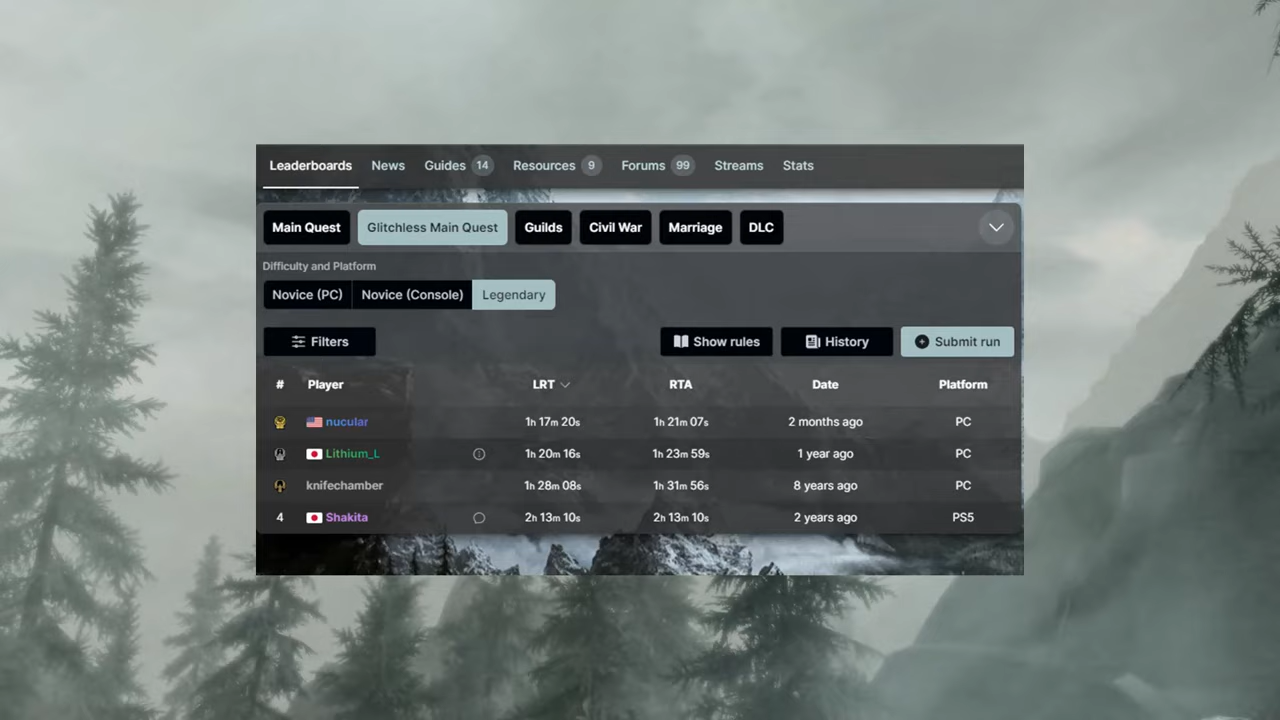 Leaderboards News Guides 14 Resources 9 Forums 99 Streams Stats
Main Quest Glitchless Main Quest Guilds Civil War Marriage DLC
Difficulty and Platform
Novice (PC) Novice (Console) Legendary
Filters Show rules History Submit run
# Player LRT RTA Date Platform
nucular 1h 17m 20s 1h 21m 07s 2 months ago PC
Lithium_L 1h 20m 16s 1h 23m 59s 1 year ago PC
knifechamber 1h 28m 08s 1h 31m 56s 8 years ago PC
4 Shakita 2h 13m 10s 2h 13m 10s 2 years ago PS5